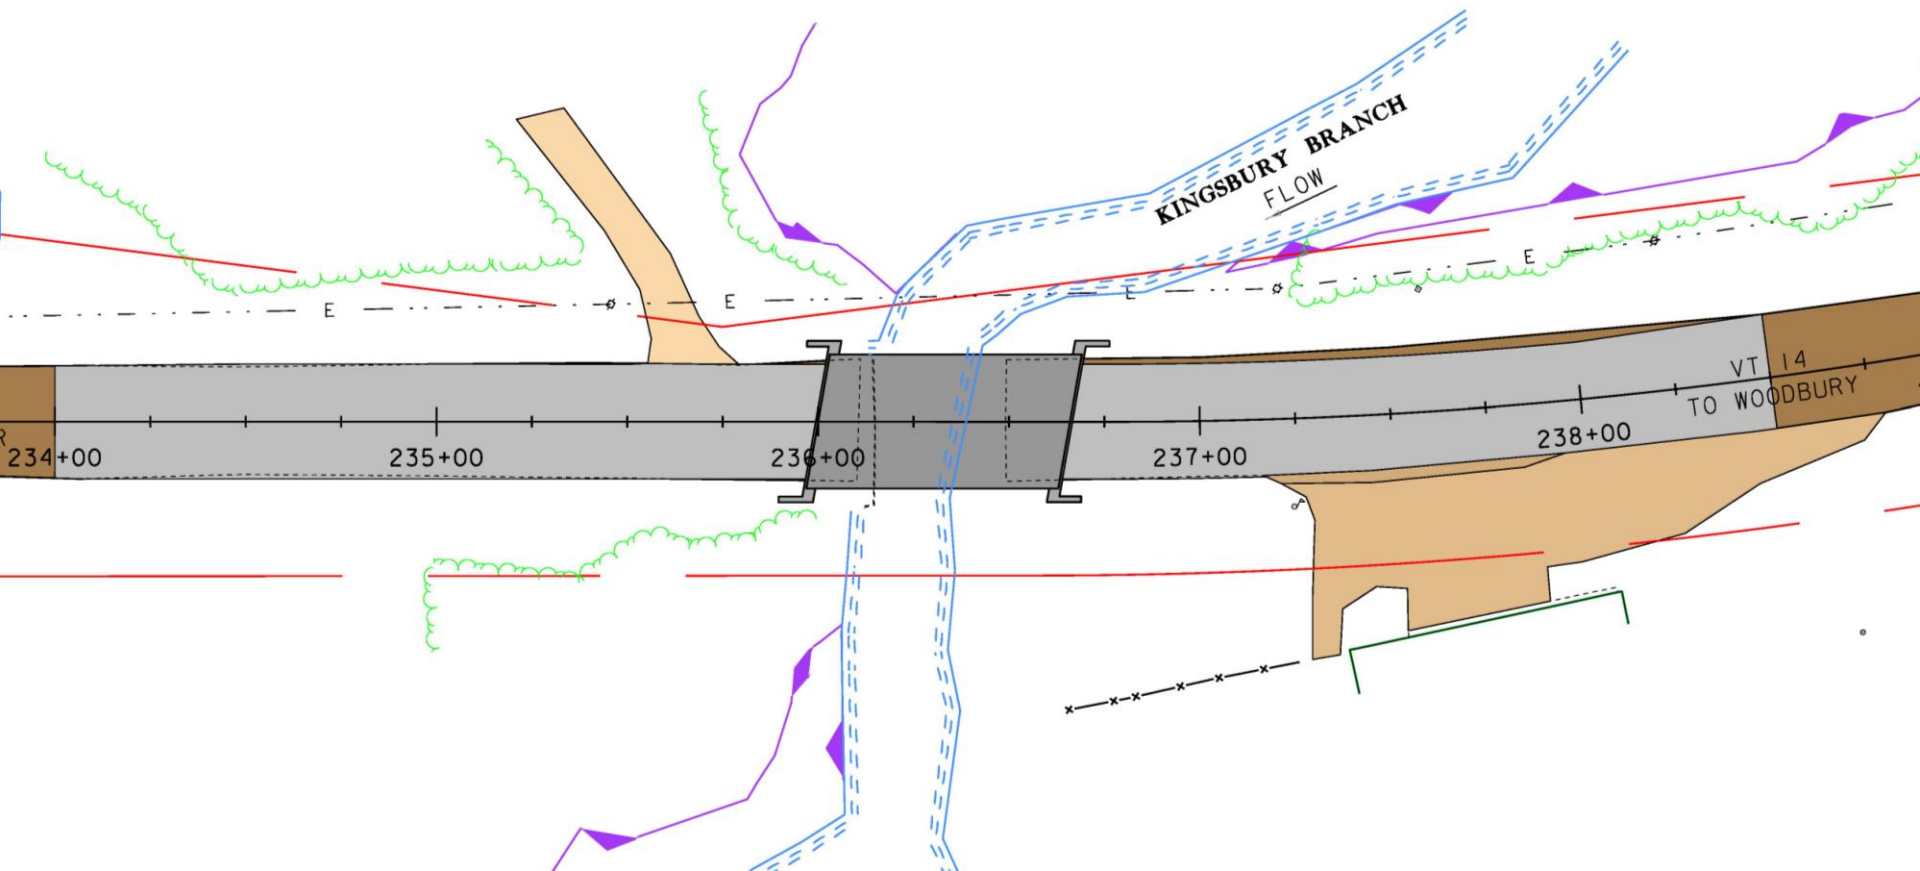 KINGSBURY BRANCH
FLOW
E
E
E
E
VT 14
TO WOODBURY
R
234+00
235+00
236+00
237+00
238+00